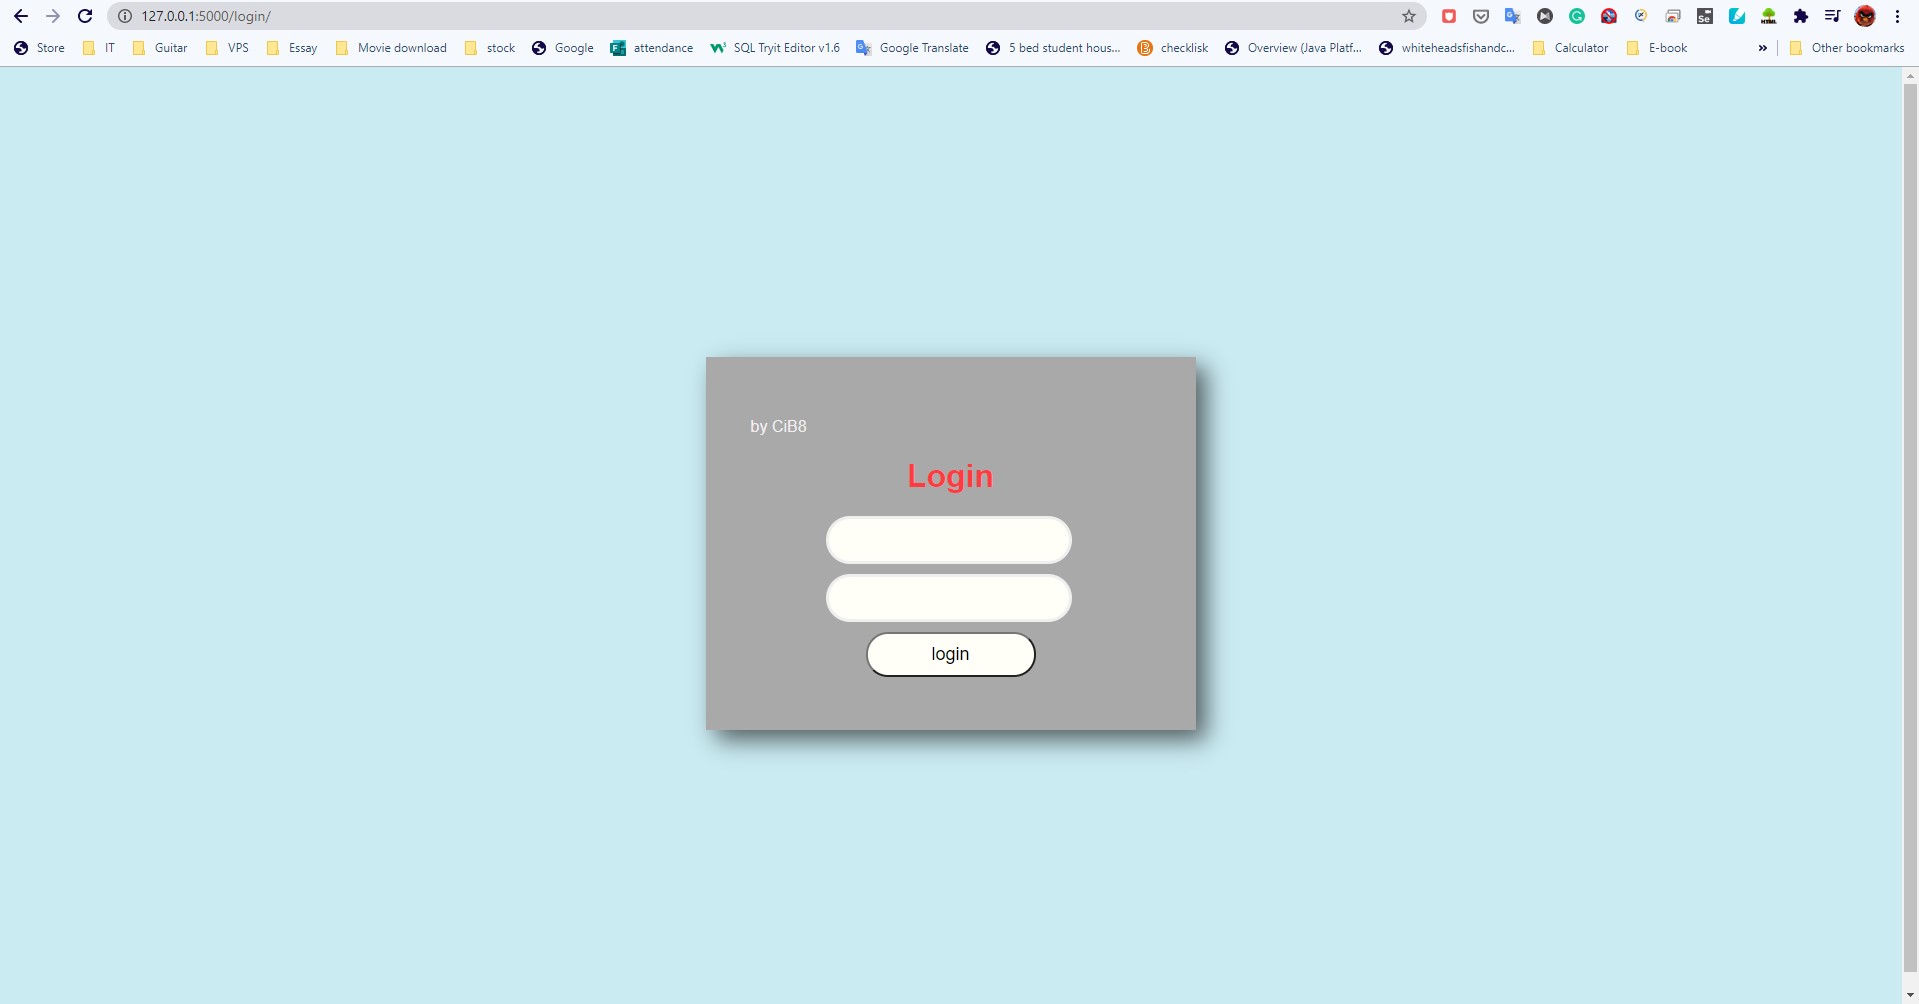 127.0.0.1:5000/login/
Store IT Guitar VPS Essay Movie download stock Google attendance SQL Tryit Editor v1.6 Google Translate 5 bed student hous... checklisk Overview (Java Platf... whiteheadsfishandc... Calculator E-book » Other bookmarks
by CiB8
Login
login